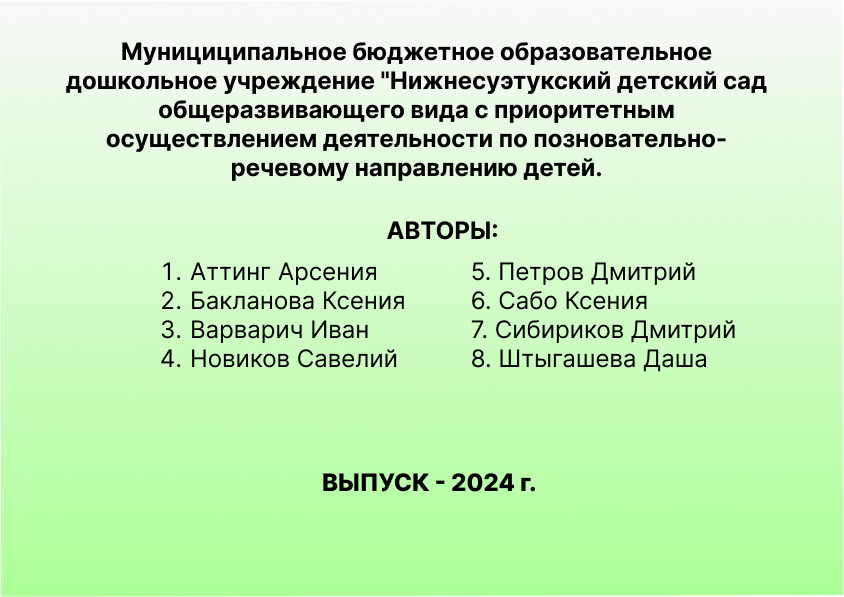 Мунициципальное бюджетное образовательное
дошкольное учреждение "Нижнесуэтукский детский сад
общеразвивающего вида с приоритетным
осуществлением деятельности по позновательно-
речевому направлению детей.
АВТОРЫ:
1. Аттинг Арсения
2. Бакланова Ксения
3. Варварич Иван
4. Новиков Савелий
5. Петров Дмитрий
6. Сабо Ксения
7. Сибириков Дмитрий
8. Штыгашева Даша
ВЫПУСК - 2024 г.